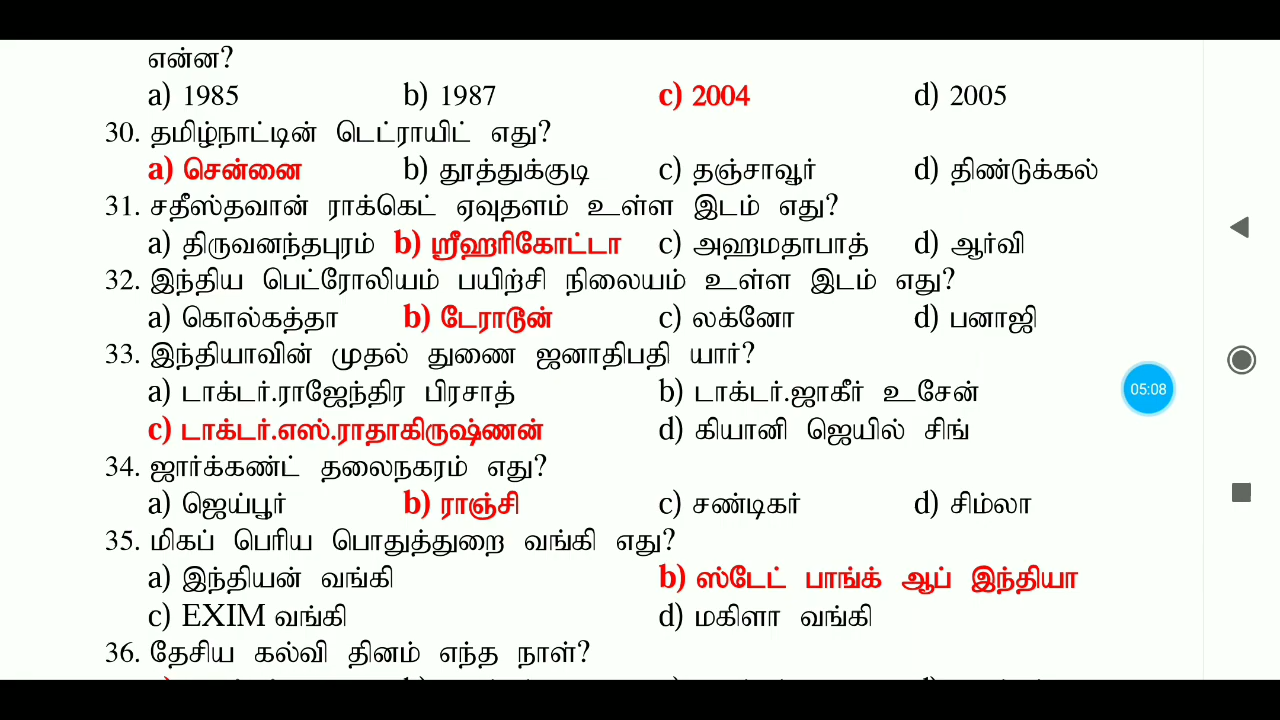 என்ன?
a) 1985 b) 1987 c) 2004 d) 2005
30. தமிழ்நாட்டின் டெட்ராயிட் எது?
a) சென்னை b) தூத்துக்குடி c) தஞ்சாவூர் d) திண்டுக்கல்
31. சதீஸ்தவான் ராக்கெட் ஏவுதளம் உள்ள இடம் எது?
a) திருவனந்தபுரம் b) ஸ்ரீஹரிகோட்டா c) அஹமதாபாத் d) ஆர்வி
32. இந்திய பெட்ரோலியம் பயிற்சி நிலையம் உள்ள இடம் எது?
a) கொல்கத்தா b) டேராடூன் c) லக்னோ d) பனாஜி
33. இந்தியாவின் முதல் துணை ஜனாதிபதி யார்?
a) டாக்டர்.ராஜேந்திர பிரசாத் b) டாக்டர்.ஜாகீர் உசேன்
c) டாக்டர்.எஸ்.ராதாகிருஷ்ணன் d) கியானி ஜெயில் சிங்
05:08
34. ஜார்க்கண்ட் தலைநகரம் எது?
a) ஜெய்பூர் b) ராஞ்சி c) சண்டிகர் d) சிம்லா
35. மிகப் பெரிய பொதுத்துறை வங்கி எது?
a) இந்தியன் வங்கி b) ஸ்டேட் பாங்க் ஆப் இந்தியா
c) EXIM வங்கி d) மகிளா வங்கி
36. தேசிய கல்வி தினம் எந்த நாள்?